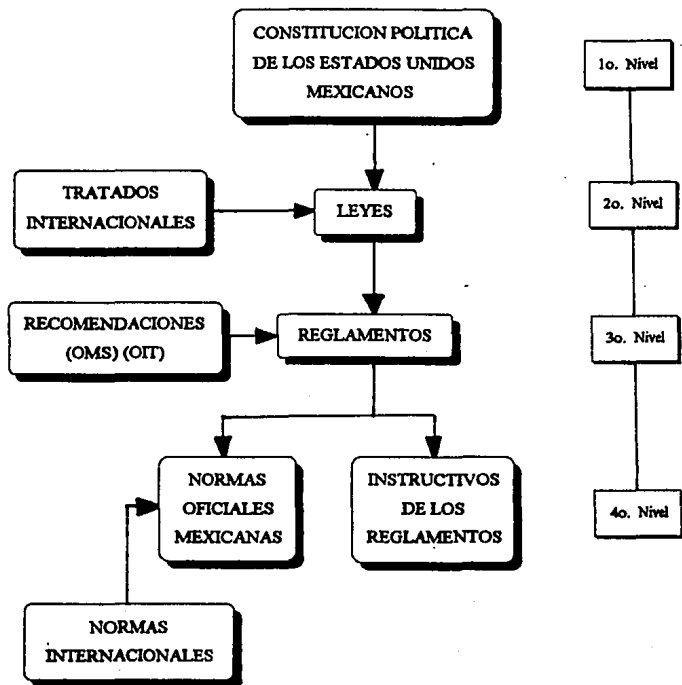 CONSTITUCION POLITICA
DE LOS ESTADOS UNIDOS
MEXICANOS
1o. Nivel
TRATADOS
INTERNACIONALES
LEYES
2o. Nivel
RECOMENDACIONES
(OMS) (OIT)
REGLAMENTOS
3o. Nivel
NORMAS
OFICIALES
MEXICANAS
INSTRUCTIVOS
DE LOS
REGLAMENTOS
4o. Nivel
NORMAS
INTERNACIONALES